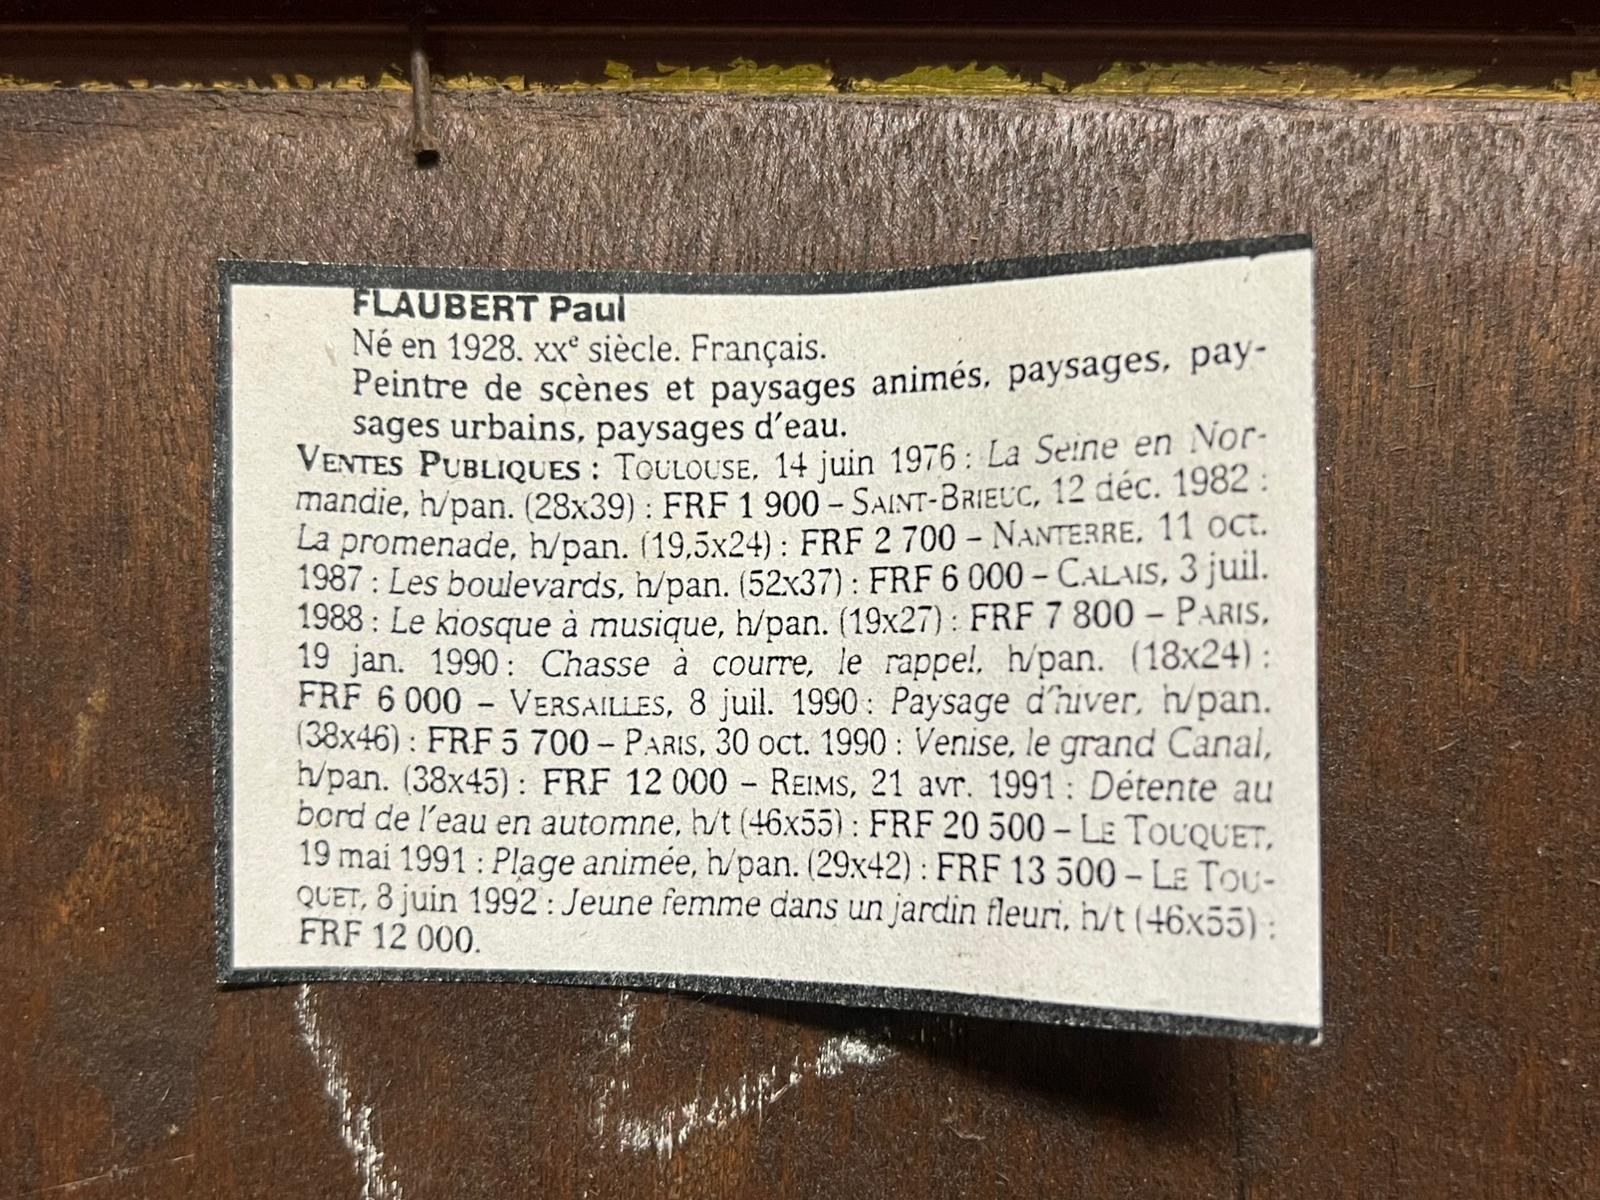 FLAUBERT Paul
Né en 1928. XXe siècle. Français.
Peintre de scènes et paysages animés, paysages, pay-
sages urbains, paysages d'eau.
VENTES PUBLIQUES : TOULOUSE, 14 juin 1976 : La Seine en Nor-
mandie, h/pan. (28x39) : FRF 1 900 – SAINT-BRIEUC, 12 déc. 1982 :
La promenade, h/pan. (19,5x24) : FRF 2 700 – NANTERRE, 11 oct.
1987 : Les boulevards, h/pan. (52x37) : FRF 6 000 – CALAIS, 3 juil.
1988 : Le kiosque à musique, h/pan. (19x27) : FRF 7 800 – PARIS,
19 jan. 1990 : Chasse à courre, le rappel, h/pan. (18x24) :
FRF 6 000 – VERSAILLES, 8 juil. 1990 : Paysage d'hiver, h/pan.
(38x46) : FRF 5 700 – PARIS, 30 oct. 1990 : Venise, le grand Canal,
h/pan. (38x45) : FRF 12 000 – REIMS, 21 avr. 1991 : Détente au
bord de l'eau en automne, h/t (46x55) : FRF 20 500 – LE TOUQUET,
19 mai 1991 : Plage animée, h/pan. (29x42) : FRF 13 500 – LE TOU-
QUET, 8 juin 1992 : Jeune femme dans un jardin fleuri, h/t (46x55) :
FRF 12 000.